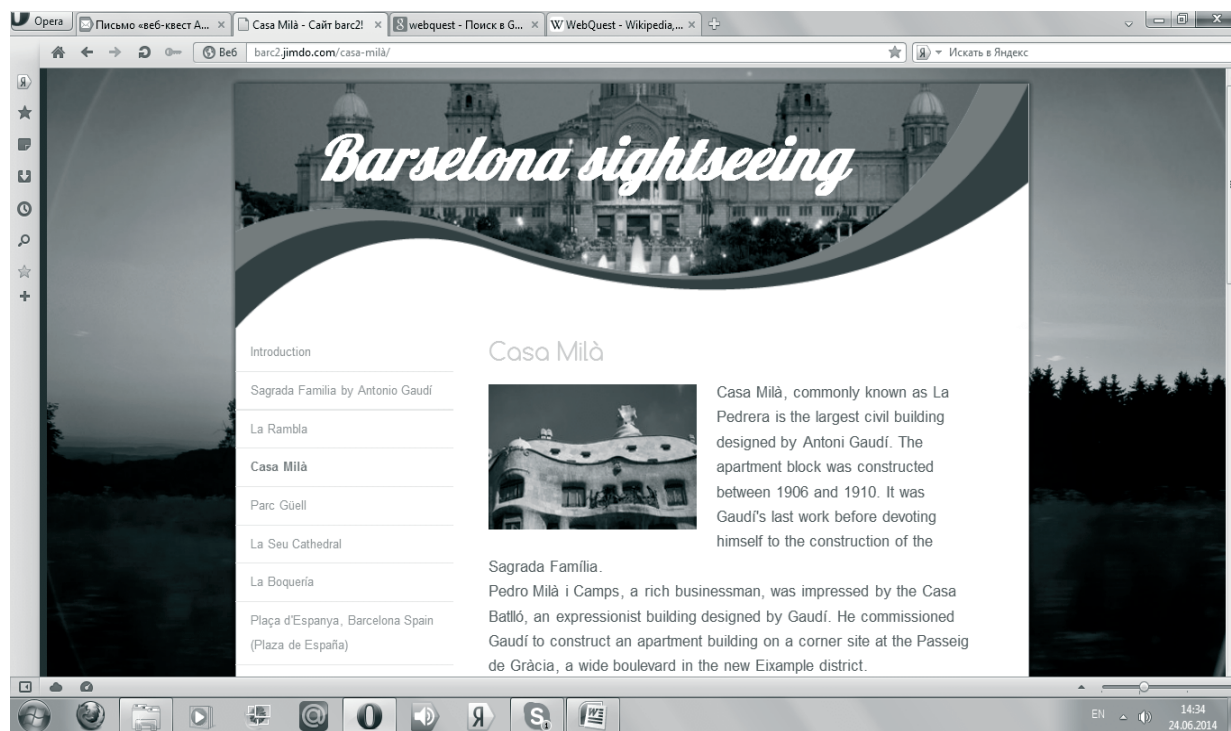 Opera
Письмо «веб-квест А...
Casa Milà - Сайт barc2!
webquest - Поиск в G...
WebQuest - Wikipedia,...
Веб
barc2.jimdo.com/casa-milà/
Искать в Яндекс
Barselona sightseeing
Introduction
Sagrada Familia by Antonio Gaudí
La Rambla
Casa Milà
Parc Güell
La Seu Cathedral
La Boquería
Plaça d'Espanya, Barcelona Spain
(Plaza de España)
Casa Milà
Casa Milà, commonly known as La
Pedrera is the largest civil building
designed by Antoni Gaudí. The
apartment block was constructed
between 1906 and 1910. It was
Gaudí's last work before devoting
himself to the construction of the
Sagrada Família.
Pedro Milà i Camps, a rich businessman, was impressed by the Casa
Batlló, an expressionist building designed by Gaudí. He commissioned
Gaudí to construct an apartment building on a corner site at the Passeig
de Gràcia, a wide boulevard in the new Eixample district.
EN
14:34
24.06.2014